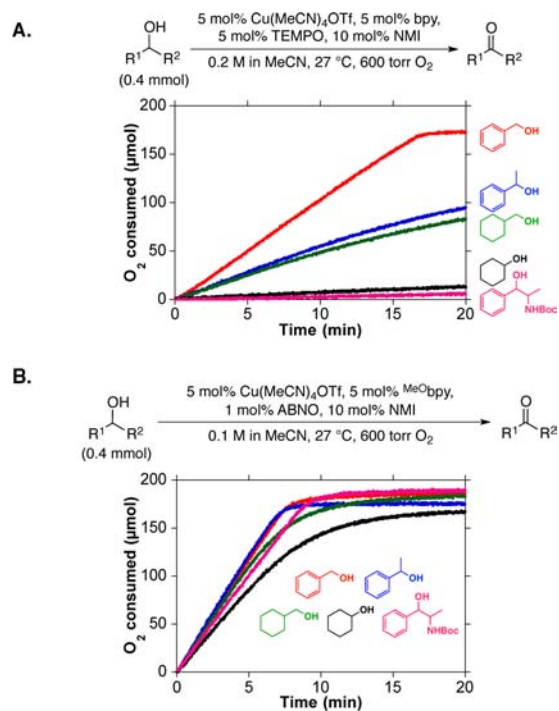 A.
OH
R¹ R²
(0.4 mmol)
5 mol% Cu(MeCN)₄OTf, 5 mol% bpy,
5 mol% TEMPO, 10 mol% NMI
0.2 M in MeCN, 27 °C, 600 torr O₂
O
R¹ R²
O₂ consumed (µmol)
200
150
100
50
0
0 5 10 15 20
Time (min)
OH
OH
OH
OH
OH
NHBoc
B.
OH
R¹ R²
(0.4 mmol)
5 mol% Cu(MeCN)₄OTf, 5 mol% ᴹᵉᴼbpy,
1 mol% ABNO, 10 mol% NMI
0.1 M in MeCN, 27 °C, 600 torr O₂
O
R¹ R²
O₂ consumed (µmol)
200
150
100
50
0
0 5 10 15 20
Time (min)
OH
OH
OH
OH
OH
NHBoc